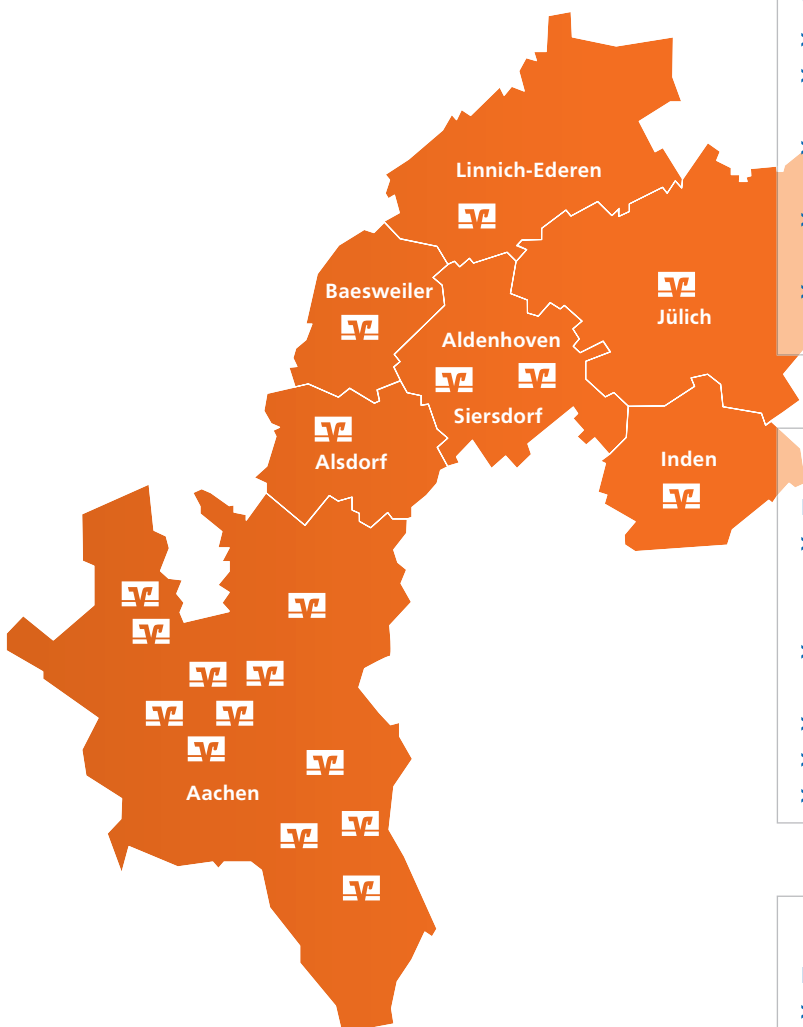 Linnich-Ederen
Baesweiler
Jülich
Aldenhoven
Siersdorf
Alsdorf
Inden
Aachen